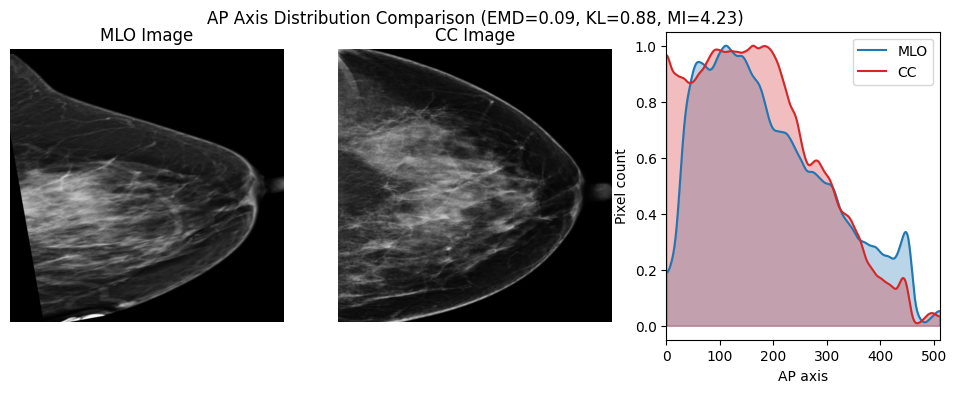 AP Axis Distribution Comparison (EMD=0.09, KL=0.88, MI=4.23)
MLO Image
CC Image
MLO
CC
Pixel count
1.0
0.8
0.6
0.4
0.2
0.0
0 100 200 300 400 500
AP axis